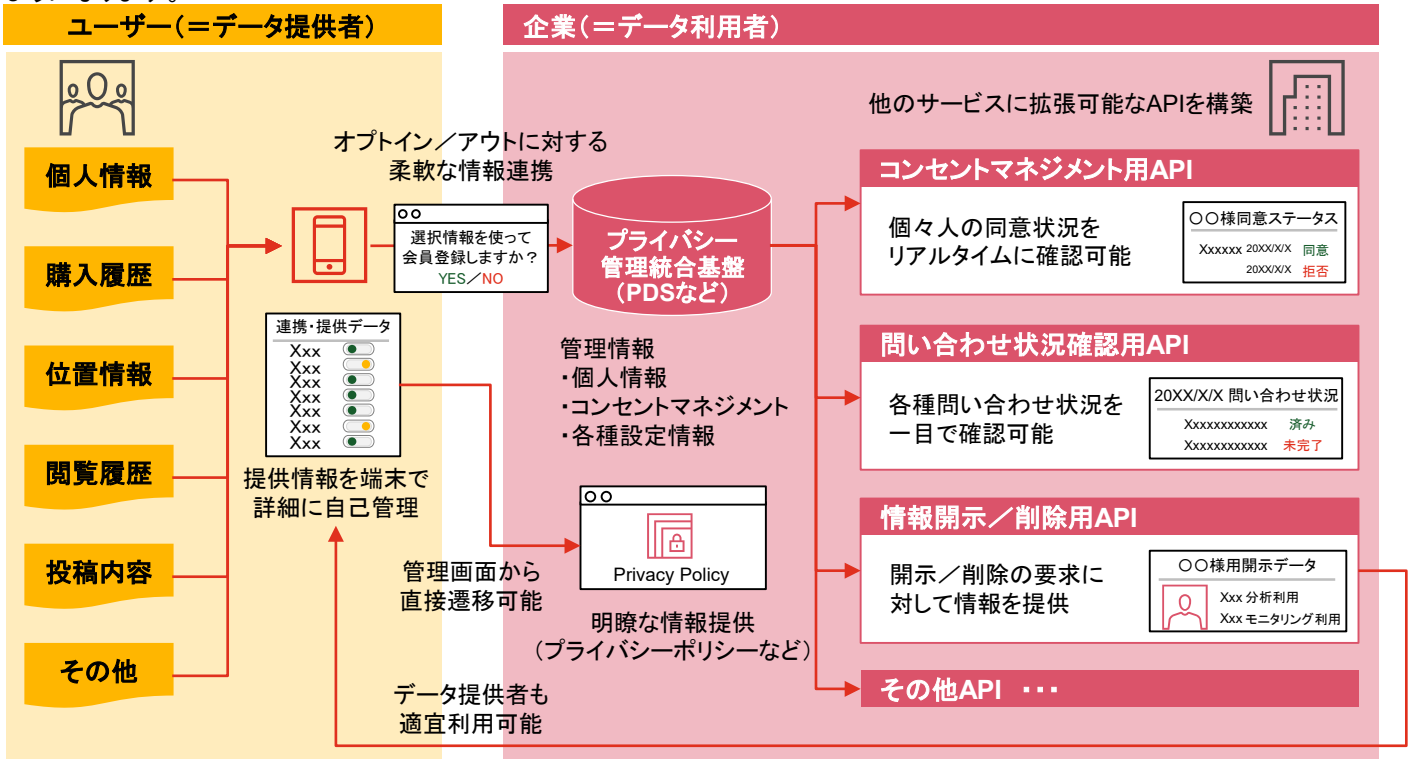 ユーザー（＝データ提供者）
企業（＝データ利用者）
他のサービスに拡張可能なAPIを構築
個人情報
購入履歴
位置情報
閲覧履歴
投稿内容
その他
オプトイン／アウトに対する
柔軟な情報連携
選択情報を使って
会員登録しますか？
YES／NO
連携・提供データ
Xxx
Xxx
Xxx
Xxx
Xxx
Xxx
Xxx
提供情報を端末で
詳細に自己管理
管理画面から
直接遷移可能
データ提供者も
適宜利用可能
プライバシー
管理統合基盤
（PDSなど）
管理情報
・個人情報
・コンセントマネジメント
・各種設定情報
Privacy Policy
明瞭な情報提供
（プライバシーポリシーなど）
コンセントマネジメント用API
個々人の同意状況を
リアルタイムに確認可能
〇〇様同意ステータス
Xxxxxx 20XX/X/X 同意
20XX/X/X 拒否
問い合わせ状況確認用API
各種問い合わせ状況を
一目で確認可能
20XX/X/X 問い合わせ状況
Xxxxxxxxxxxx 済み
Xxxxxxxxxxxx 未完了
情報開示／削除用API
開示／削除の要求に
対して情報を提供
〇〇様用開示データ
Xxx 分析利用
Xxx モニタリング利用
その他API ・・・